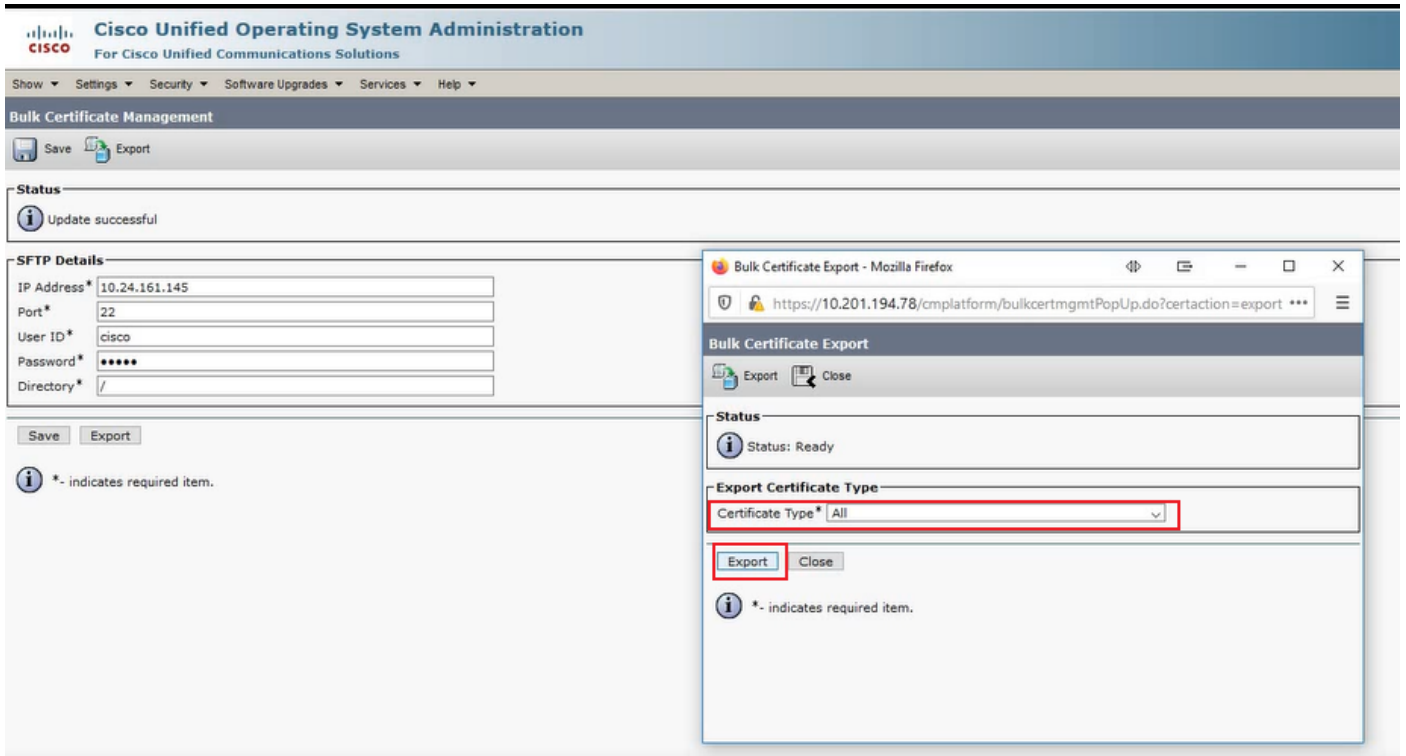 Cisco Unified Operating System Administration
CISCO
For Cisco Unified Communications Solutions
Show Settings Security Software Upgrades Services Help
Bulk Certificate Management
Save Export
Status
Update successful
SFTP Details
IP Address* 10.24.161.145
Port* 22
User ID* cisco
Password* •••••
Directory* /
Save Export
*- indicates required item.
Bulk Certificate Export - Mozilla Firefox
https://10.201.194.78/cmplatform/bulkcertmgmtPopUp.do?certaction=export •••
Bulk Certificate Export
Export Close
Status
Status: Ready
Export Certificate Type
Certificate Type* All
Export Close
*- indicates required item.